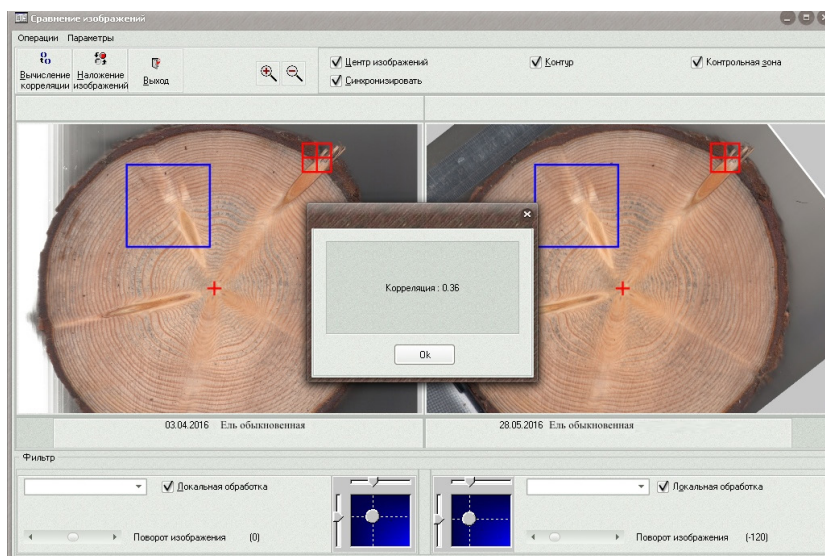 Сравнение изображений
Операции Параметры
Вычисление корреляции
Наложение изображений
Выход
Центр изображений
Синхронизировать
Контур
Контрольная зона
Корреляция : 0.36
Ok
03.04.2016 Ель обыкновенная
28.05.2016 Ель обыкновенная
Фильтр
Локальная обработка
Локальная обработка
Поворот изображения (0)
Поворот изображения (-120)